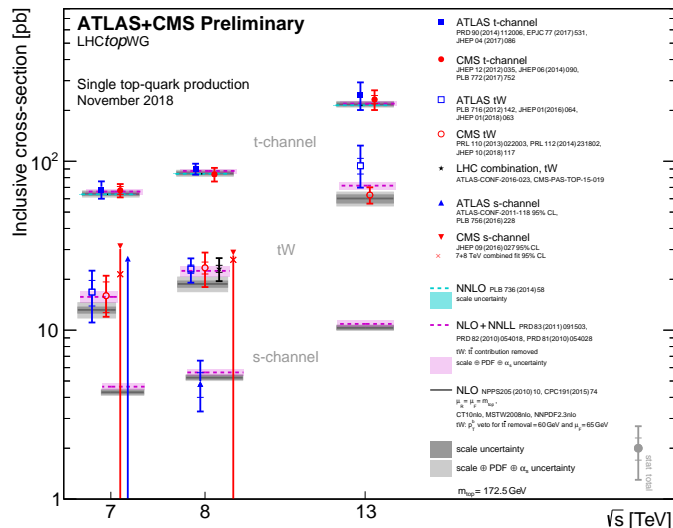 ATLAS+CMS Preliminary
LHCtopWG
Single top-quark production
November 2018
Inclusive cross-section [pb]
10²
10
1
7
8
13
√s [TeV]
t-channel
tW
s-channel
ATLAS t-channel
PRD 90 (2014) 112006, EPJC 77 (2017) 531,
JHEP 04 (2017) 086
CMS t-channel
JHEP 12 (2012) 035, JHEP 06 (2014) 090,
PLB 772 (2017) 752
ATLAS tW
PLB 716 (2012) 142, JHEP 01 (2016) 064,
JHEP 01 (2018) 063
CMS tW
PRL 110 (2013) 022003, PRL 112 (2014) 231802,
JHEP 10 (2018) 117
LHC combination, tW
ATLAS-CONF-2016-023, CMS-PAS-TOP-15-019
ATLAS s-channel
ATLAS-CONF-2011-118 95% CL,
PLB 756 (2016) 228
CMS s-channel
JHEP 09 (2016) 027 95% CL
7+8 TeV combined fit 95% CL
NNLO PLB 736 (2014) 58
scale uncertainty
NLO + NNLL PRD 83 (2011) 091503,
PRD 82 (2010) 054018, PRD 81 (2010) 054028
tW: tt̄ contribution removed
scale ⊕ PDF ⊕ αs uncertainty
NLO NPPS205 (2010) 10, CPC191 (2015) 74
μR = μF = mtop,
CT10nlo, MSTW2008nlo, NNPDF2.3nlo
tW: pTb veto for tt̄ removal = 60 GeV and μF = 65 GeV
scale uncertainty
scale ⊕ PDF ⊕ αs uncertainty
mtop = 172.5 GeV
stat total